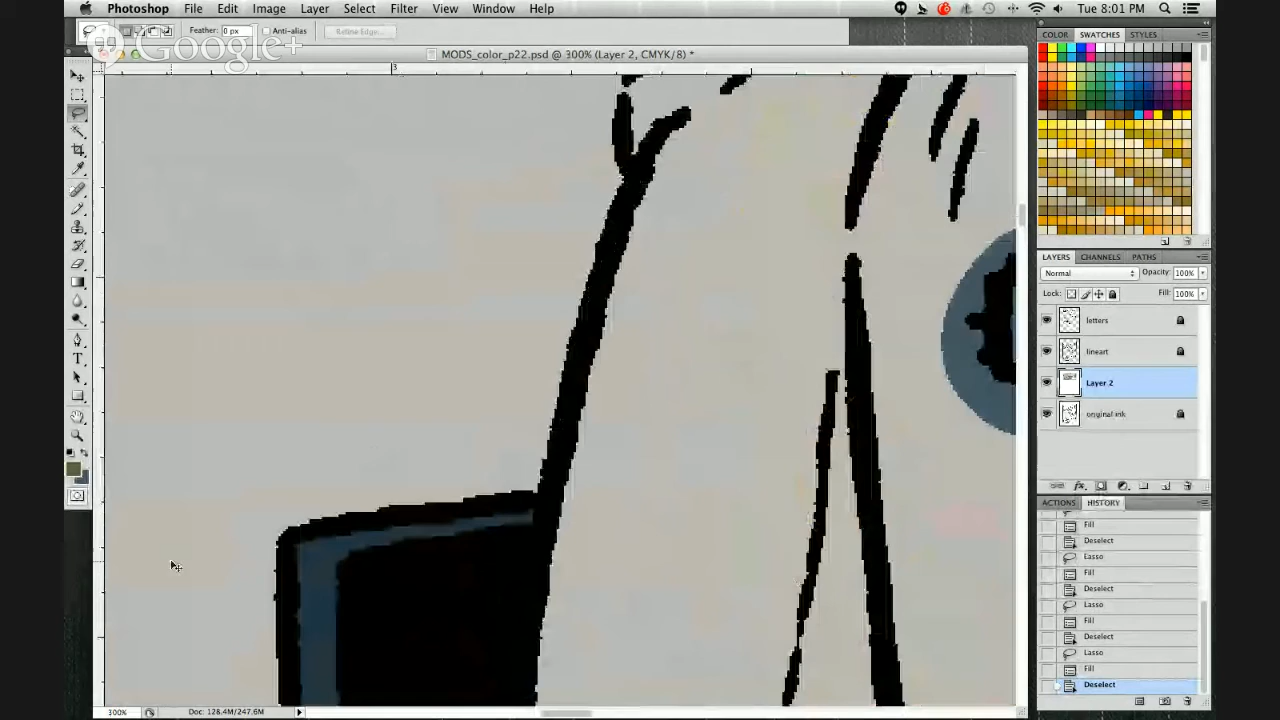 Photoshop File Edit Image Layer Select Filter View Window Help Tue 8:01 PM
Feather: 0 px Anti-alias Refine Edge...
Google+
MODS_color_p22.psd @ 300% (Layer 2, CMYK/8) *
3
COLOR SWATCHES STYLES
LAYERS CHANNELS PATHS
Normal Opacity: 100%
Lock: Fill: 100%
letters
lineart
Layer 2
original ink
ACTIONS HISTORY
Fill
Deselect
Lasso
Fill
Deselect
Lasso
Fill
Deselect
Lasso
Fill
Deselect
300% Doc: 128.4M/247.6M